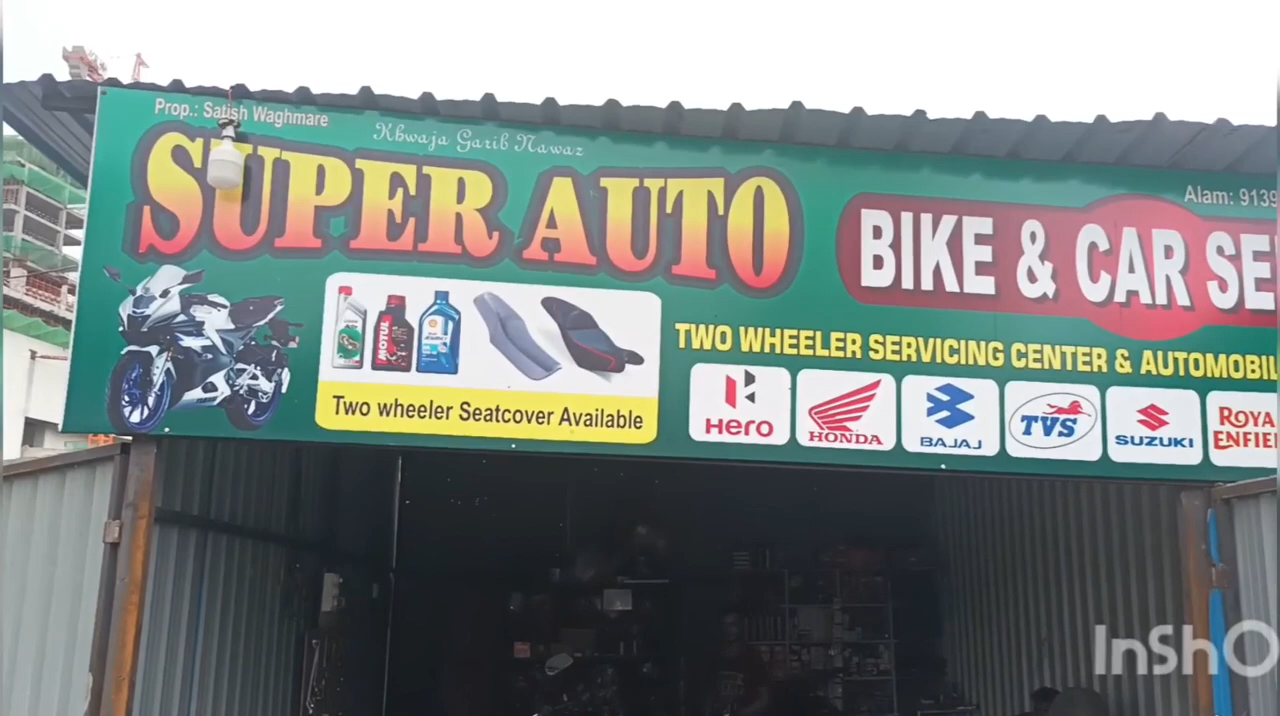 Prop.: Satish Waghmare
Khwaja Garib Nawaz
SUPER AUTO
Alam: 9139
BIKE & CAR SE
TWO WHEELER SERVICING CENTER & AUTOMOBIL
MOTUL
Two wheeler Seatcover Available
Hero
HONDA
BAJAJ
TVS
SUZUKI
ROYA
ENFIE
InShO